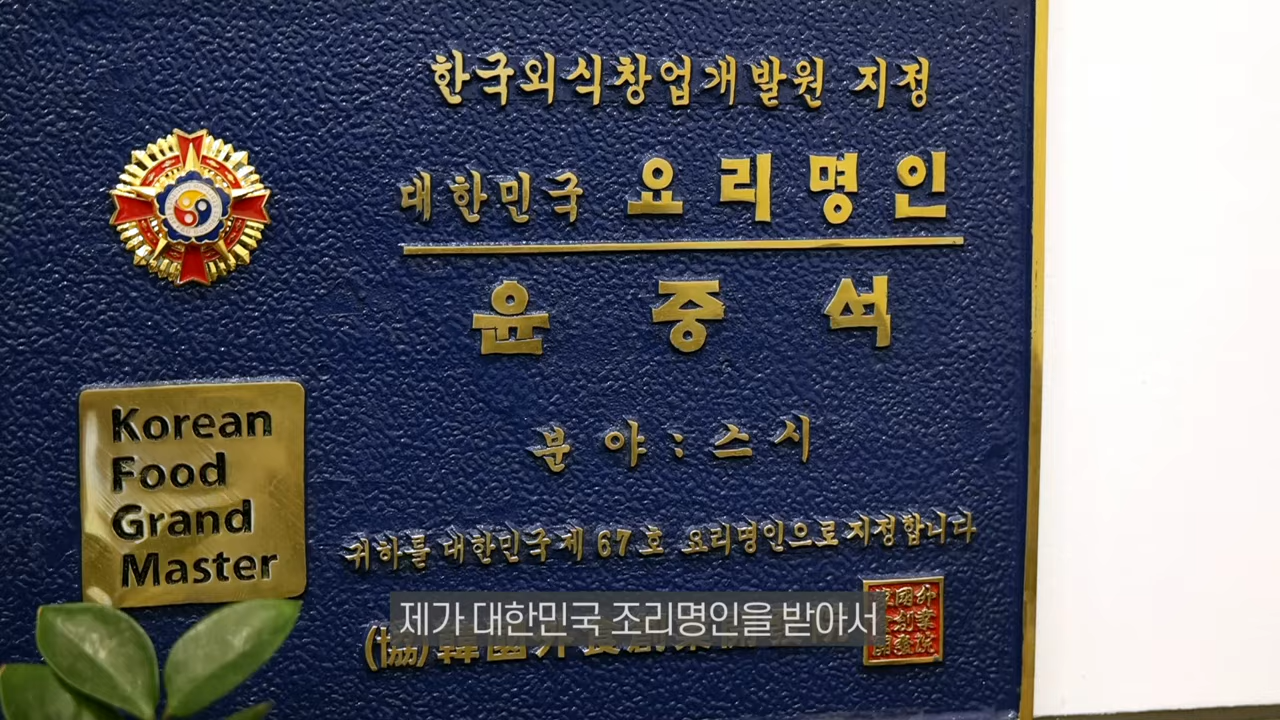 한국외식창업개발원 지정
대한민국 요리명인
윤중석
분야 : 스시
Korean
Food
Grand
Master
귀하를 대한민국 제 67호 요리명인으로 지정합니다
제가 대한민국 조리명인을 받아서